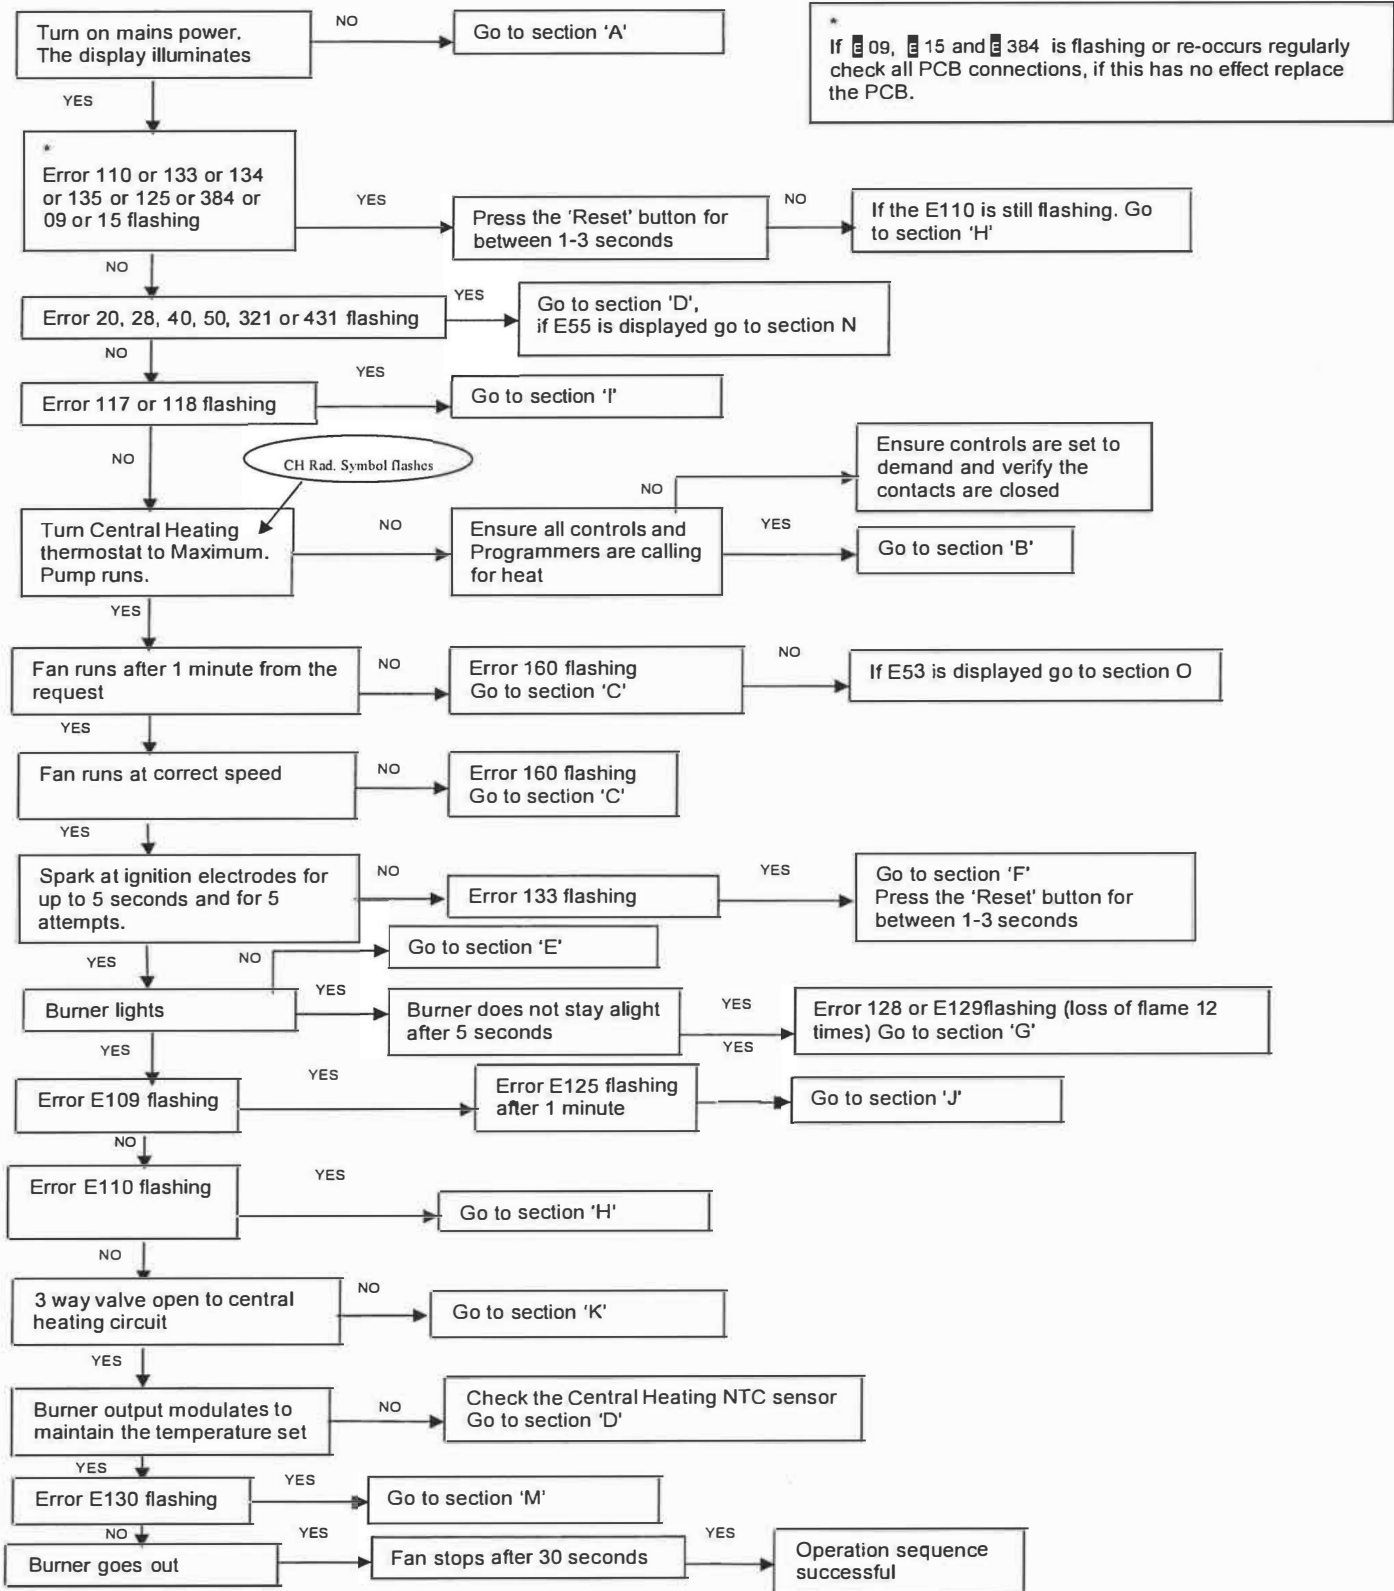 Turn on mains power.
The display illuminates
NO
Go to section 'A'
*
If E 09, E 15 and E 384 is flashing or re-occurs regularly
check all PCB connections, if this has no effect replace
the PCB.
YES
*
Error 110 or 133 or 134
or 135 or 125 or 384 or
09 or 15 flashing
YES
Press the 'Reset' button for
between 1-3 seconds
NO
If the E110 is still flashing. Go
to section 'H'
NO
Error 20, 28, 40, 50, 321 or 431 flashing
YES
Go to section 'D',
if E55 is displayed go to section N
NO
Error 117 or 118 flashing
YES
Go to section 'I'
NO
CH Rad. Symbol flashes
Turn Central Heating
thermostat to Maximum.
Pump runs.
NO
Ensure all controls and
Programmers are calling
for heat
NO
Ensure controls are set to
demand and verify the
contacts are closed
YES
Go to section 'B'
YES
Fan runs after 1 minute from the
request
NO
Error 160 flashing
Go to section 'C'
NO
If E53 is displayed go to section O
YES
Fan runs at correct speed
NO
Error 160 flashing
Go to section 'C'
YES
Spark at ignition electrodes for
up to 5 seconds and for 5
attempts.
NO
Error 133 flashing
YES
Go to section 'F'
Press the 'Reset' button for
between 1-3 seconds
YES
NO
Go to section 'E'
Burner lights
YES
Burner does not stay alight
after 5 seconds
YES
YES
Error 128 or E129flashing (loss of flame 12
times) Go to section 'G'
YES
Error E109 flashing
YES
Error E125 flashing
after 1 minute
Go to section 'J'
NO
Error E110 flashing
YES
Go to section 'H'
NO
3 way valve open to central
heating circuit
NO
Go to section 'K'
YES
Burner output modulates to
maintain the temperature set
NO
Check the Central Heating NTC sensor
Go to section 'D'
YES
Error E130 flashing
YES
Go to section 'M'
NO
Burner goes out
YES
Fan stops after 30 seconds
YES
Operation sequence
successful